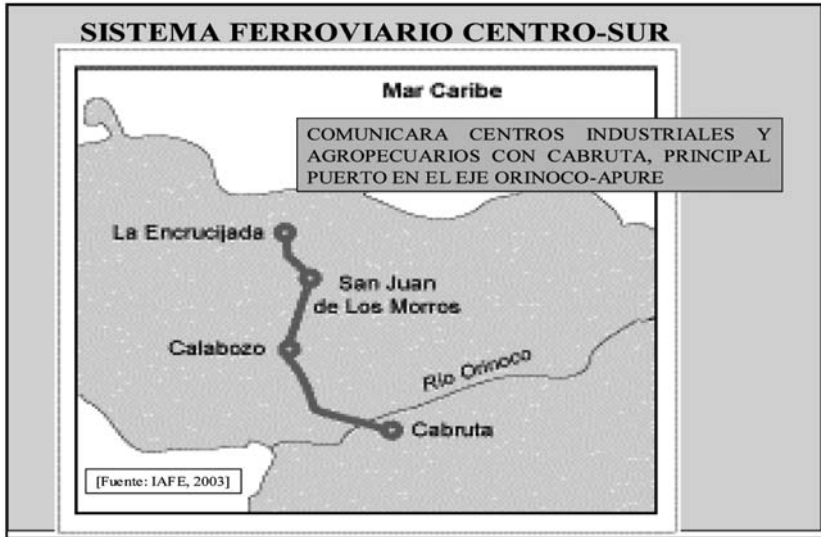 SISTEMA FERROVIARIO CENTRO-SUR
Mar Caribe
COMUNICARA CENTROS INDUSTRIALES Y
AGROPECUARIOS CON CABRUTA, PRINCIPAL
PUERTO EN EL EJE ORINOCO-APURE
La Encrucijada
San Juan
de Los Morros
Calabozo
Río Orinoco
Cabruta
[Fuente: IAFE, 2003]